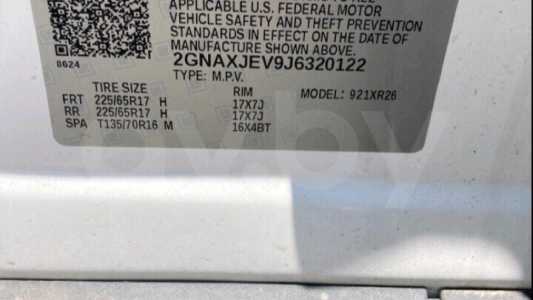 APPLICABLE U.S. FEDERAL MOTOR
VEHICLE SAFETY AND THEFT PREVENTION
STANDARDS IN EFFECT ON THE DATE OF
MANUFACTURE SHOWN ABOVE.
8624
2GNAXJEV9J6320122
TYPE: M.P.V.
TIRE SIZE RIM
FRT 225/65R17 H 17X7J MODEL: 921XR26
RR 225/65R17 H 17X7J
SPA T135/70R16 M 16X4BT